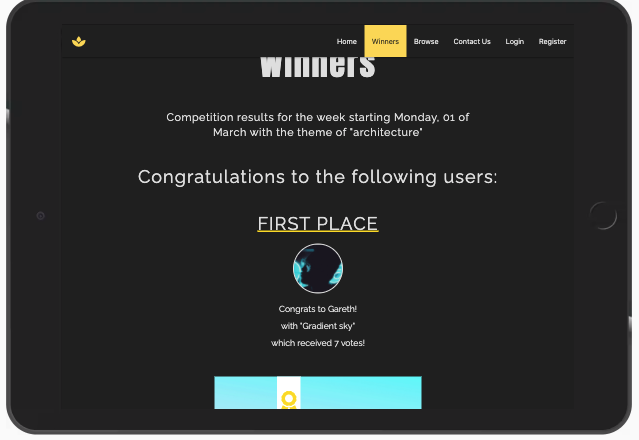 Home Winners Browse Contact Us Login Register
winners
Competition results for the week starting Monday, 01 of
March with the theme of "architecture"
Congratulations to the following users:
FIRST PLACE
Congrats to Gareth!
with "Gradient sky"
which received 7 votes!